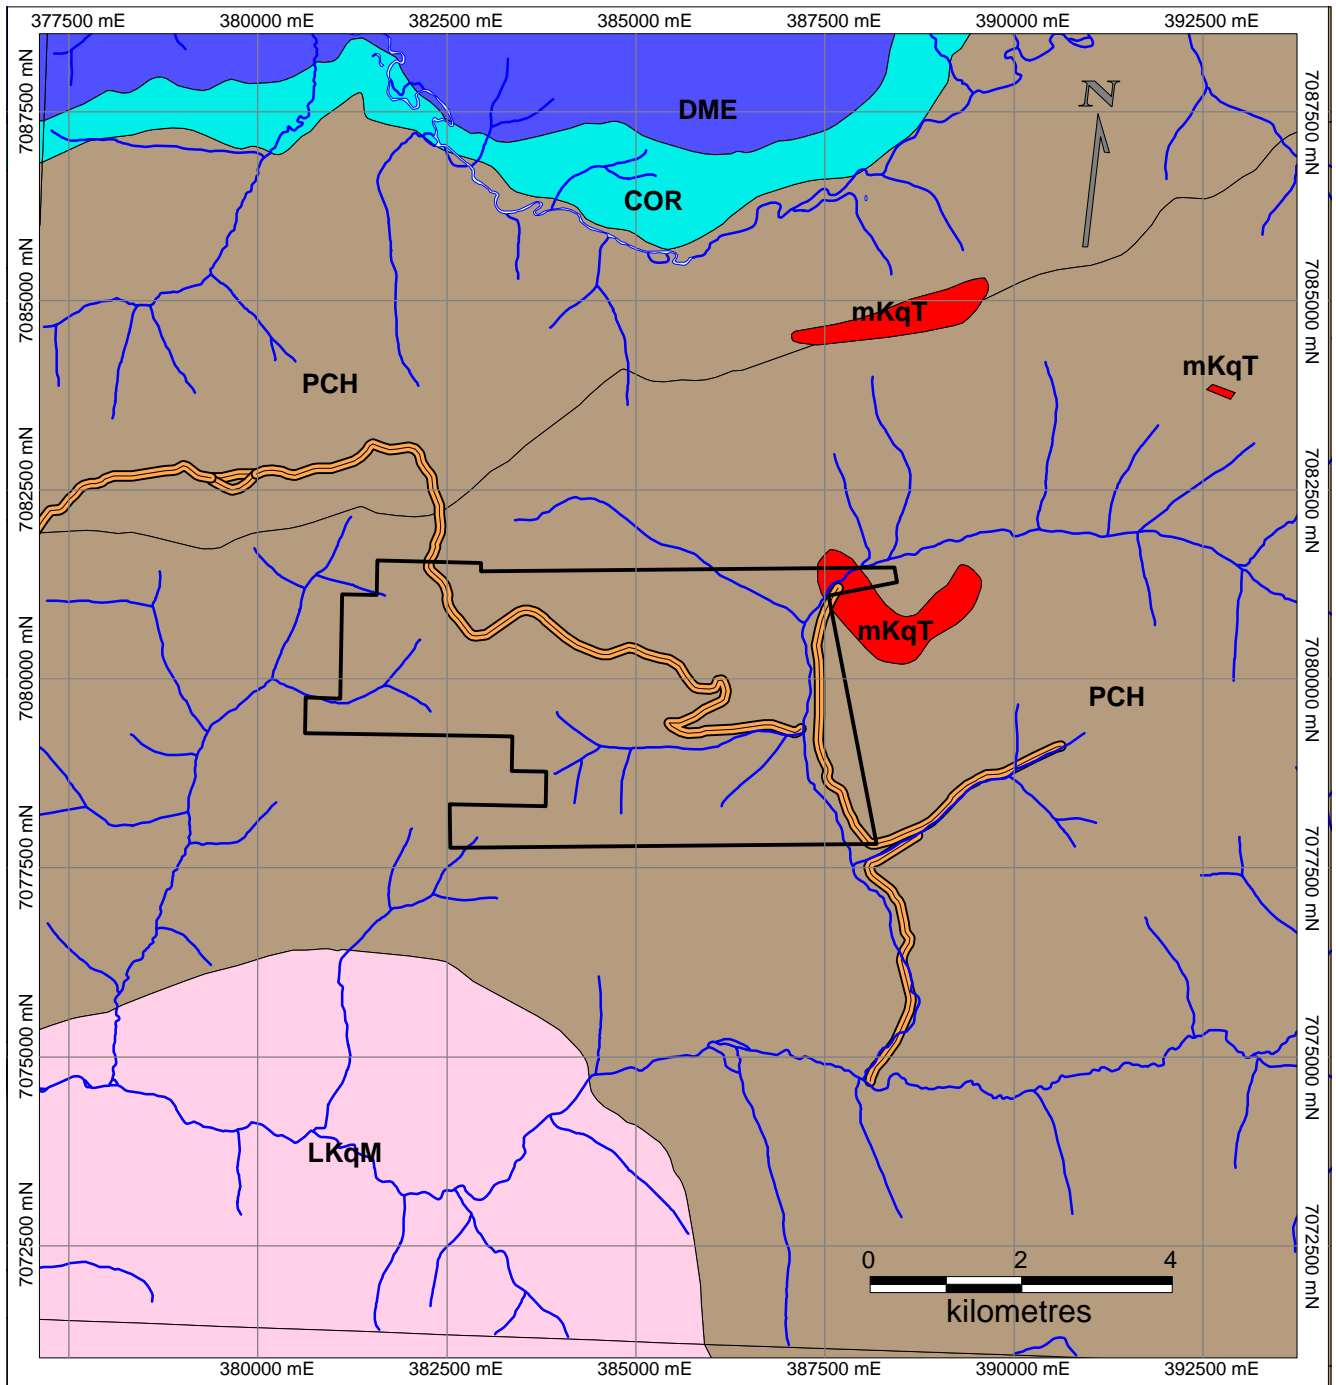 377500 mE 380000 mE 382500 mE 385000 mE 387500 mE 390000 mE 392500 mE
7087500 mN
7087500 mN
DME
N
COR
7085000 mN
7085000 mN
mKqT
mKqT
PCH
7082500 mN
7082500 mN
mKqT
7080000 mN
7080000 mN
PCH
7077500 mN
7077500 mN
7075000 mN
7075000 mN
LKqM
7072500 mN
7072500 mN
0 2 4
kilometres
380000 mE 382500 mE 385000 mE 387500 mE 390000 mE 392500 mE